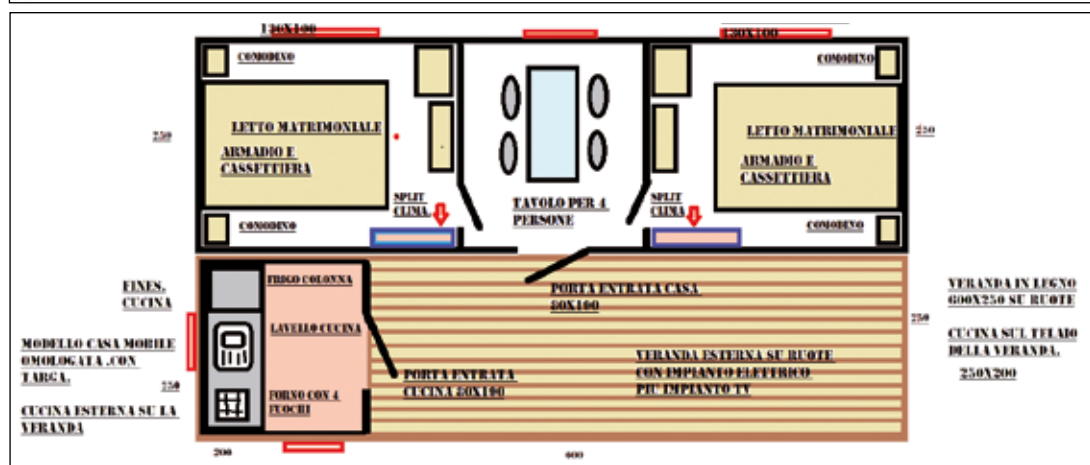 130X100
130X100
COMODINO
COMODINO
250
LETTO MATRIMONIALE
ARMADIO E
CASSETTIERA
LETTO MATRIMONIALE
ARMADIO E
CASSETTIERA
250
SPLIT
CLIMA.
TAVOLO PER 4
PERSONE
SPLIT
CLIMA
COMODINO
COMODINO
FINES.
CUCINA
FRIGO COLONNA
PORTA ENTRATA CASA
80X190
VERANDA IN LEGNO
600X250 SU RUOTE
250
LAVELLO CUCINA
CUCINA SUL TELAIO
DELLA VERANDA.
250X200
MODELLO CASA MOBILE
OMOLOGATA .CON
TARGA.
250
PORTA ENTRATA
CUCINA 80X190
VERANDA ESTERNA SU RUOTE
CON IMPIANTO ELETTRICO
PIU IMPIANTO TV
FORNO CON 4
FUOCHI
CUCINA ESTERNA SU LA
VERANDA
200
600